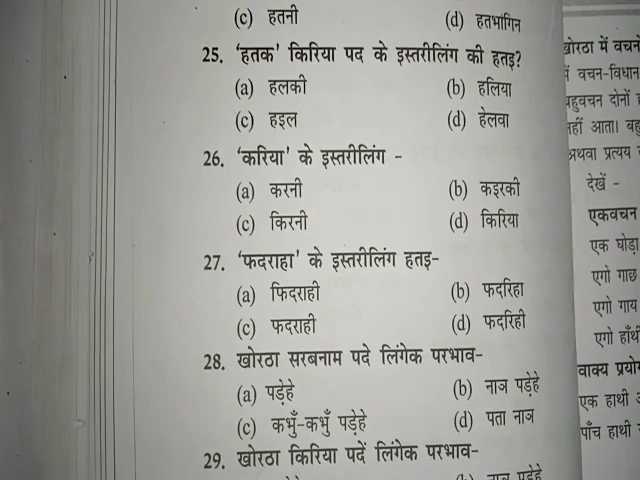 (c) हतनी (d) हतभागिन
25. 'हतक' किरिया पद के इस्तरीलिंग की हतइ?
(a) हलकी (b) हलिया
(c) हइल (d) हेलवा
26. 'करिया' के इस्तरीलिंग -
(a) करनी (b) कइरकी
(c) किरनी (d) किरिया
27. 'फदराहा' के इस्तरीलिंग हतइ-
(a) फिदराही (b) फदरिहा
(c) फदराही (d) फदरिही
28. खोरठा सरबनाम पदे लिंगेक परभाव-
(a) पड़ेहे (b) नाञ पड़ेहे
(c) कभुँ-कभुँ पड़ेहे (d) पता नाञ
29. खोरठा किरिया पदें लिंगेक परभाव-
खोरठा में वचन
में वचन-विधान
बहुवचन दोनों
नहीं आता।
अथवा प्रत्यय
देखें -
एकवचन
एक घोड़ा
एगो गाछ
एगो गाय
एगो हाँथी
वाक्य प्रयोग
एक हाथी
पाँच हाथी